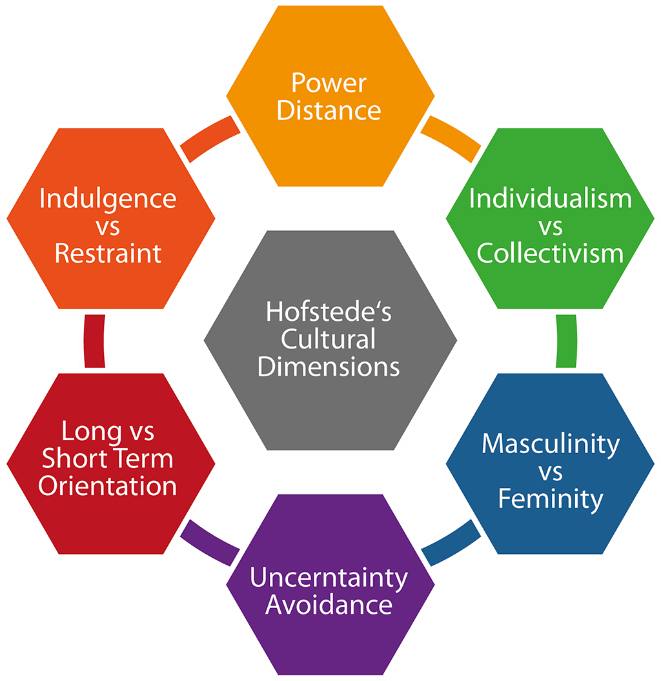 Power
Distance
Individualism
vs
Collectivism
Masculinity
vs
Feminity
Uncerntainty
Avoidance
Long vs
Short Term
Orientation
Indulgence
vs
Restraint
Hofstede‘s
Cultural
Dimensions